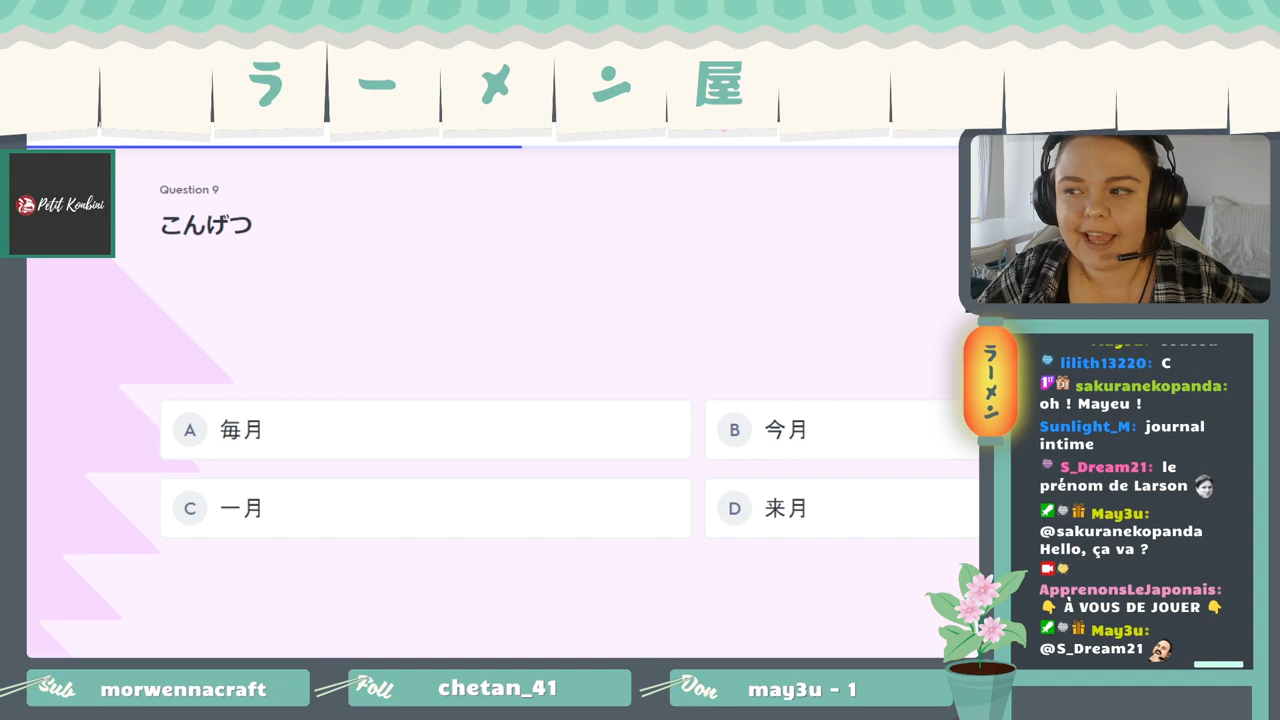 ラーメン屋
Petit Konbini
Question 9
こんげつ
A 毎月
B 今月
C 一月
D 来月
ラーメン
lilith13220: C
sakuranekopanda:
oh ! Mayeu !
Sunlight_M: journal
intime
S_Dream21: le
prénom de Larson
May3u:
@sakuranekopanda
Hello, ça va ?
ApprenonsLeJaponais:
À VOUS DE JOUER
May3u:
@S_Dream21
Sub morwennacraft
Foll chetan_41
Don may3u - 1